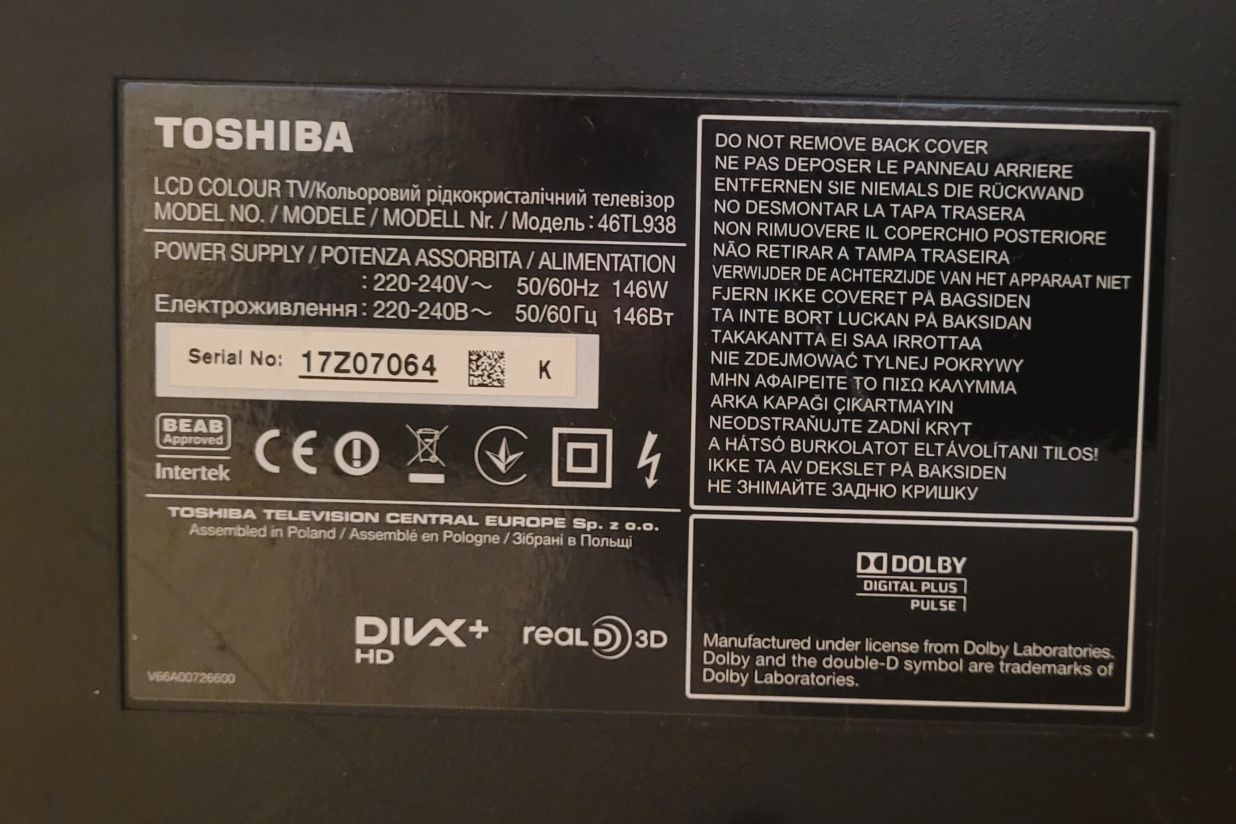 TOSHIBA
LCD COLOUR TV/Кольоровий рідкокристалічний телевізор
MODEL NO. / MODELE / MODELL Nr. / Модель : 46TL938
POWER SUPPLY / POTENZA ASSORBITA / ALIMENTATION
: 220-240V～ 50/60Hz 146W
Електроживлення : 220-240В～ 50/60Гц 146Вт
Serial No: 17Z07064 K
BEAB
Approved
Intertek
CE
TOSHIBA TELEVISION CENTRAL EUROPE Sp. z o.o.
Assembled in Poland / Assemblé en Pologne / Зібрані в Польщі
DIVX+
HD
REAL D 3D
V66A00726600
DO NOT REMOVE BACK COVER
NE PAS DEPOSER LE PANNEAU ARRIERE
ENTFERNEN SIE NIEMALS DIE RÜCKWAND
NO DESMONTAR LA TAPA TRASERA
NON RIMUOVERE IL COPERCHIO POSTERIORE
NÃO RETIRAR A TAMPA TRASEIRA
VERWIJDER DE ACHTERZIJDE VAN HET APPARAAT NIET
FJERN IKKE COVERET PÅ BAGSIDEN
TA INTE BORT LUCKAN PÅ BAKSIDAN
TAKAKANTTA EI SAA IRROTTAA
NIE ZDEJMOWAĆ TYLNEJ POKRYWY
ΜΗΝ ΑΦΑΙΡΕΙΤΕ ΤΟ ΠΙΣΩ ΚΑΛΥΜΜΑ
ARKA KAPAĞI ÇIKARTMAYIN
NEODSTRAŇUJTE ZADNÍ KRYT
A HÁTSÓ BURKOLATOT ELTÁVOLÍTANI TILOS!
IKKE TA AV DEKSLET PÅ BAKSIDEN
НЕ ЗНІМАЙТЕ ЗАДНЮ КРИШКУ
DOLBY
DIGITAL PLUS
PULSE
Manufactured under license from Dolby Laboratories.
Dolby and the double-D symbol are trademarks of
Dolby Laboratories.